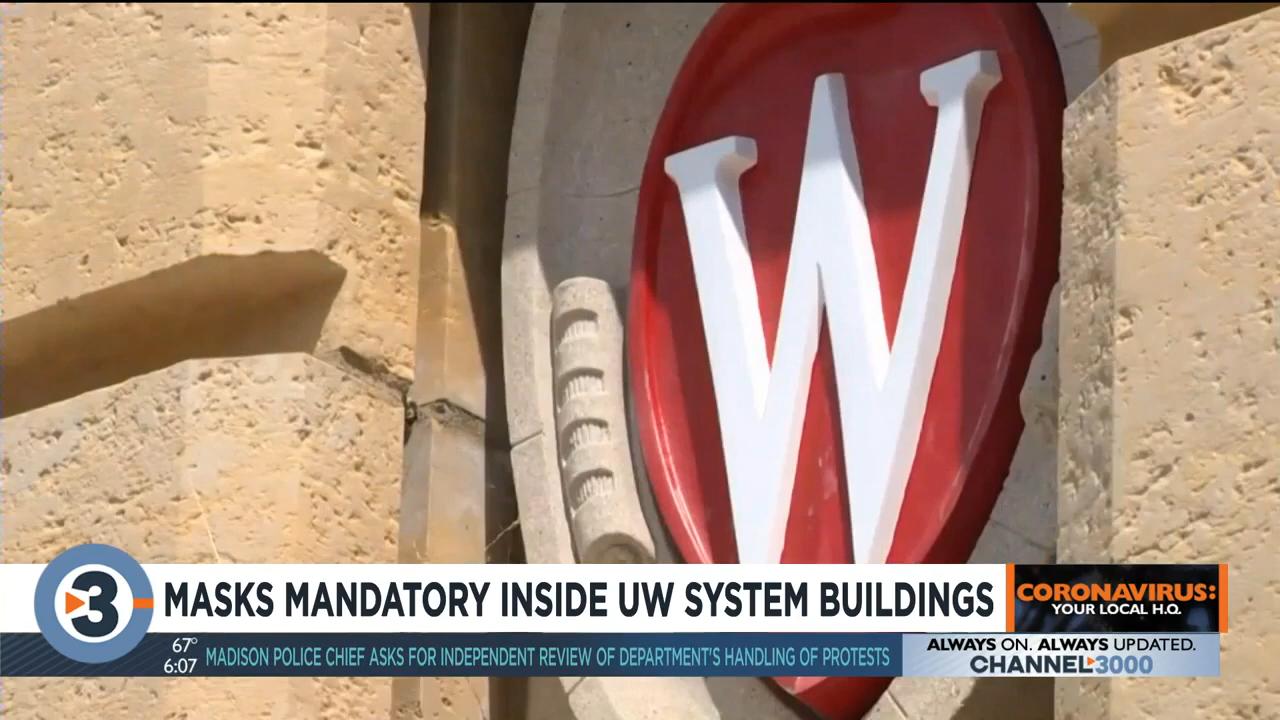 W
3
MASKS MANDATORY INSIDE UW SYSTEM BUILDINGS
CORONAVIRUS:
YOUR LOCAL H.Q.
67°
6:07
MADISON POLICE CHIEF ASKS FOR INDEPENDENT REVIEW OF DEPARTMENT'S HANDLING OF PROTESTS
ALWAYS ON. ALWAYS UPDATED.
CHANNEL3000